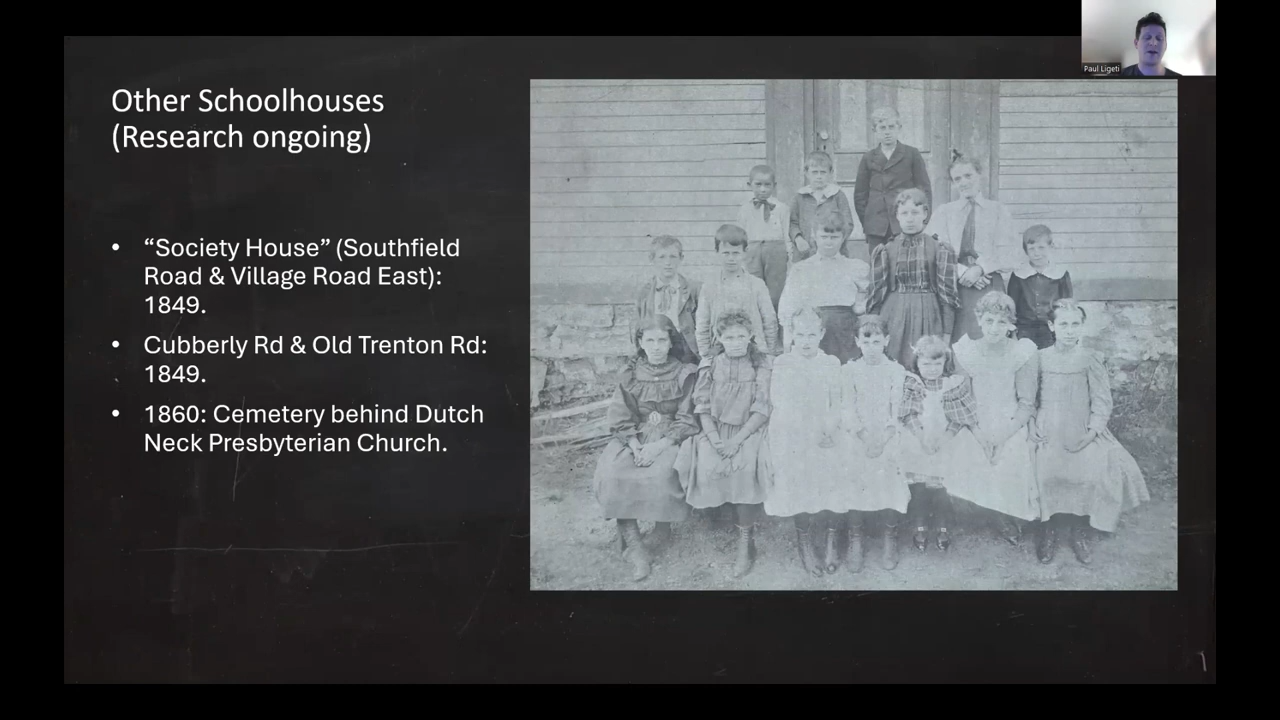 Paul Ligeti
Other Schoolhouses
(Research ongoing)
• “Society House” (Southfield
Road & Village Road East):
1849.
• Cubberly Rd & Old Trenton Rd:
1849.
• 1860: Cemetery behind Dutch
Neck Presbyterian Church.